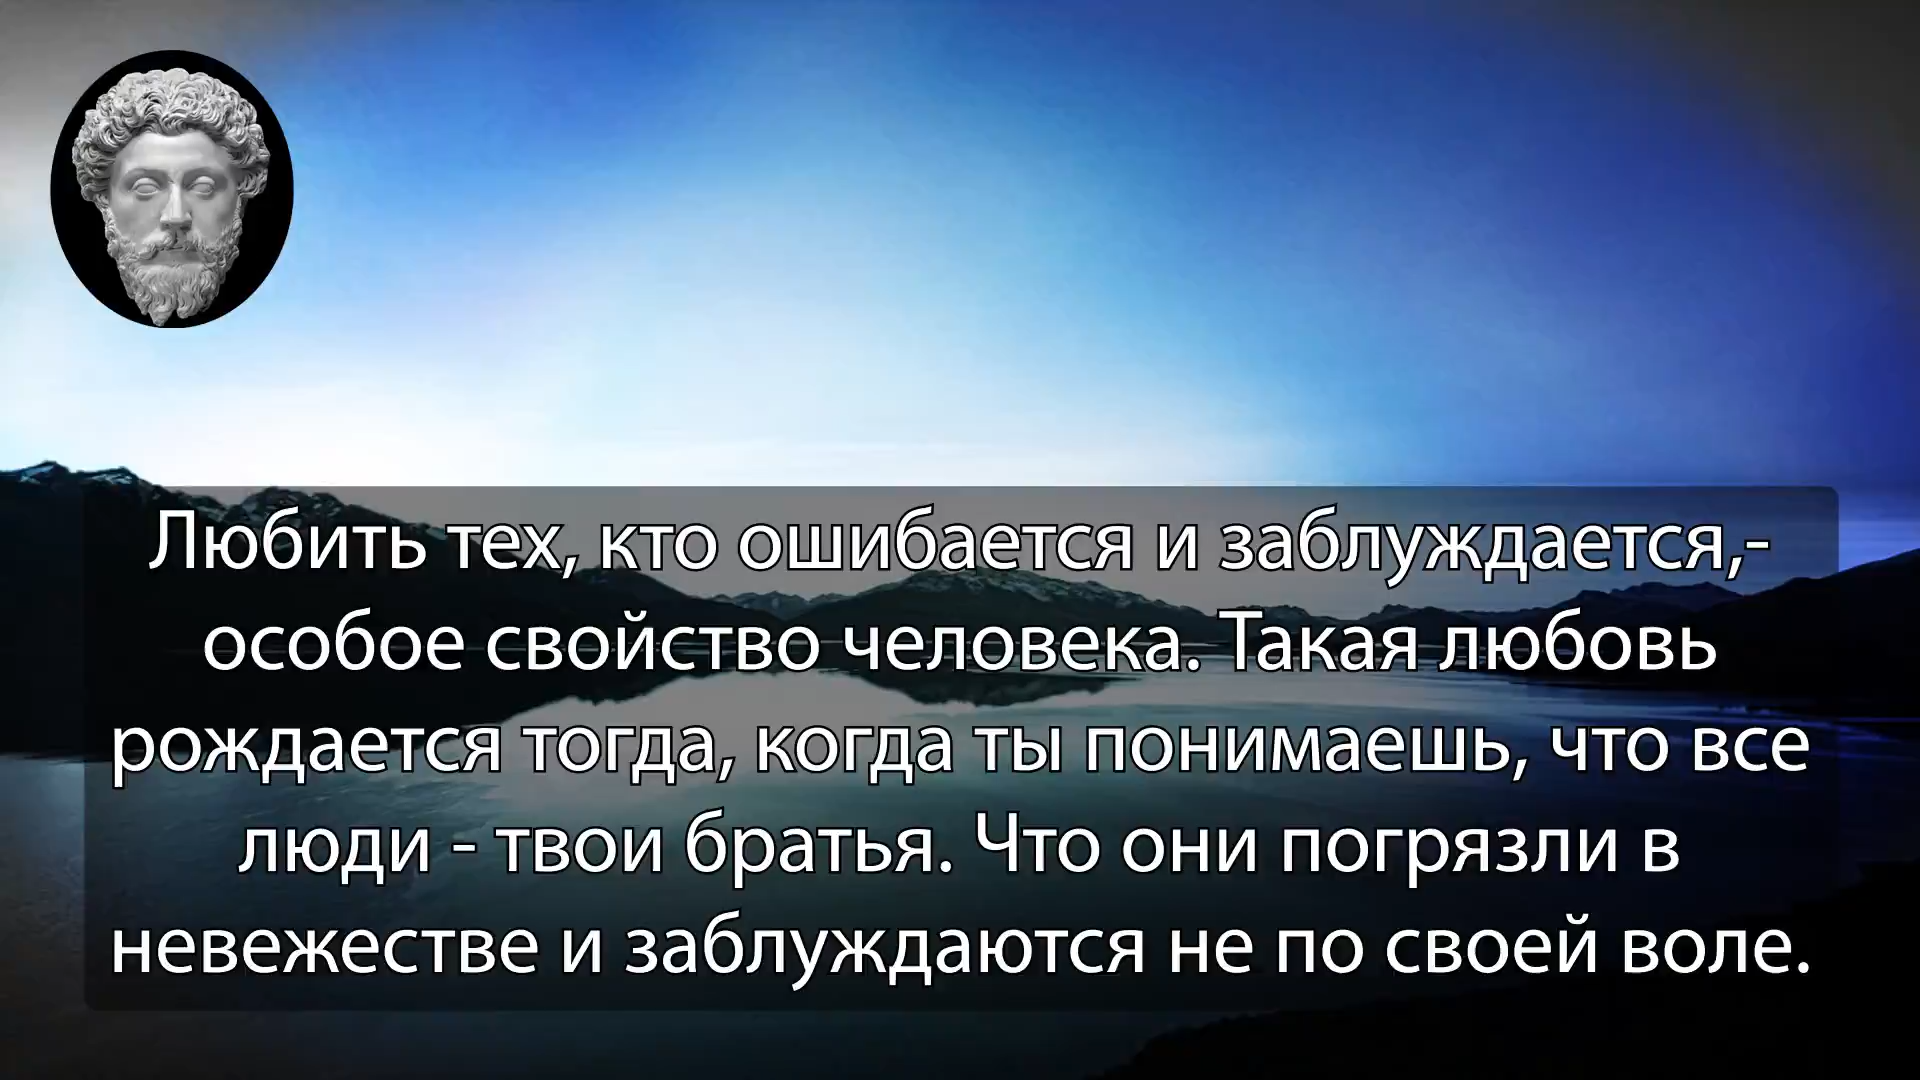 Любить тех, кто ошибается и заблуждается,-
особое свойство человека. Такая любовь
рождается тогда, когда ты понимаешь, что все
люди - твои братья. Что они погрязли в
невежестве и заблуждаются не по своей воле.